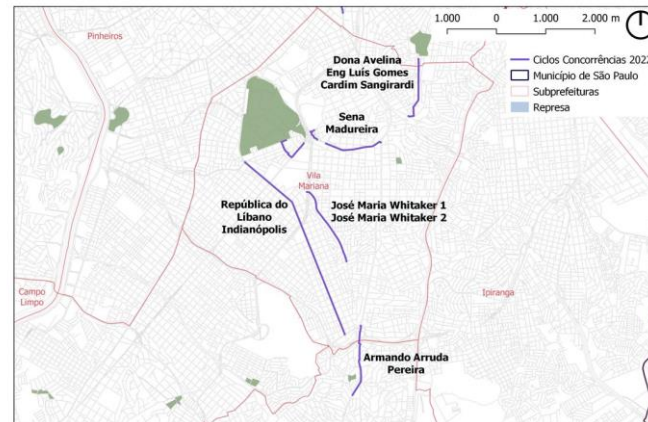 1.000 0 1.000 2.000 m
Pinheiros
Dona Avelina
Eng Luís Gomes
Cardim Sangirardi
Ciclos Concorrências 2022
Município de São Paulo
Subprefeituras
Represa
Sena
Madureira
Vila
Mariana
República do
Líbano
Indianópolis
José Maria Whitaker 1
José Maria Whitaker 2
Campo
Limpo
Ipiranga
Armando Arruda
Pereira